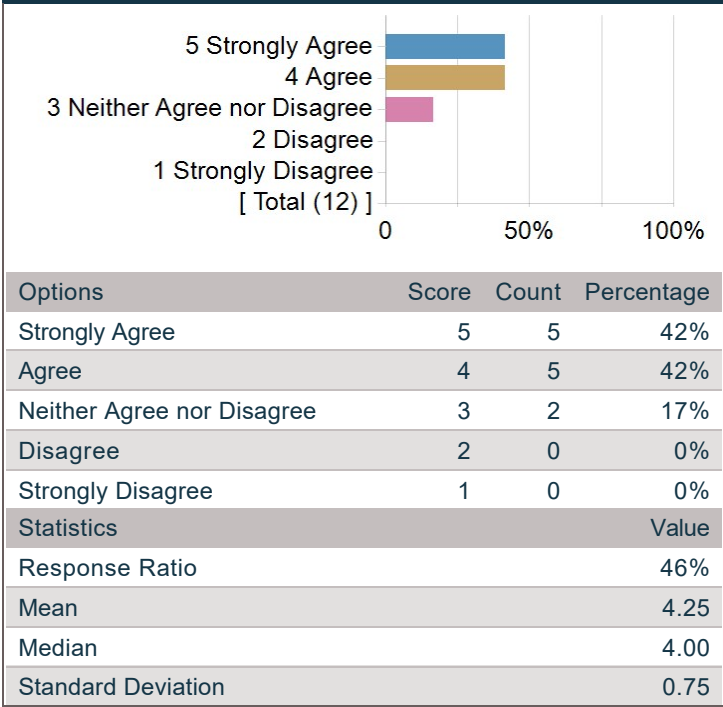 5 Strongly Agree
4 Agree
3 Neither Agree nor Disagree
2 Disagree
1 Strongly Disagree
[ Total (12) ]
0 50% 100%
Options Score Count Percentage
Strongly Agree 5 5 42%
Agree 4 5 42%
Neither Agree nor Disagree 3 2 17%
Disagree 2 0 0%
Strongly Disagree 1 0 0%
Statistics Value
Response Ratio 46%
Mean 4.25
Median 4.00
Standard Deviation 0.75